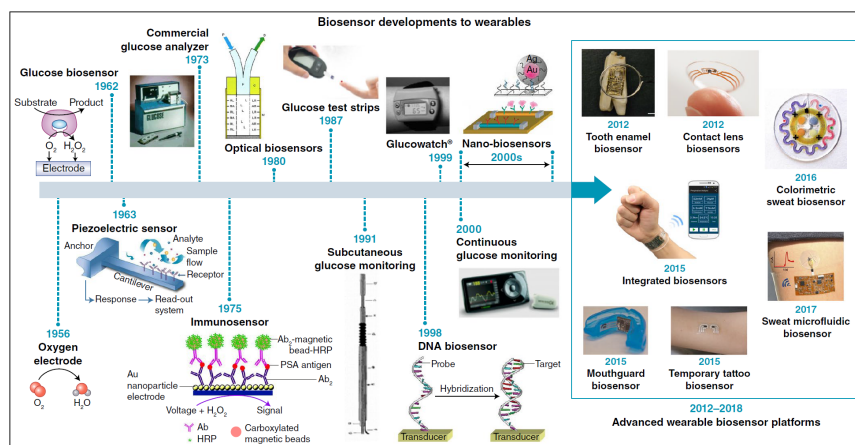 Biosensor developments to wearables
Commercial
glucose analyzer
1973
Glucose biosensor
1962
Substrate Product
O2 H2O2
Electrode
Optical biosensors
1980
Glucose test strips
1987
Glucowatch®
1999
Ag
Au
Nano-biosensors
2000s
1963
Piezoelectric sensor
Anchor
Analyte
Sample
flow
Receptor
Cantilever
Response Read-out
system
1956
Oxygen
electrode
O2 H2O
1975
Immunosensor
Ab2-magnetic
bead-HRP
PSA antigen
Ab2
Au
nanoparticle
electrode
Voltage + H2O2 Signal
Ab
HRP
Carboxylated
magnetic beads
1991
Subcutaneous
glucose monitoring
2000
Continuous
glucose monitoring
1998
DNA biosensor
Probe
Target
Hybridization
Transducer
Transducer
2012
Tooth enamel
biosensor
2012
Contact lens
biosensors
2016
Colorimetric
sweat biosensor
2015
Integrated biosensors
2017
Sweat microfluidic
biosensor
2015
Mouthguard
biosensor
2015
Temporary tattoo
biosensor
2012–2018
Advanced wearable biosensor platforms